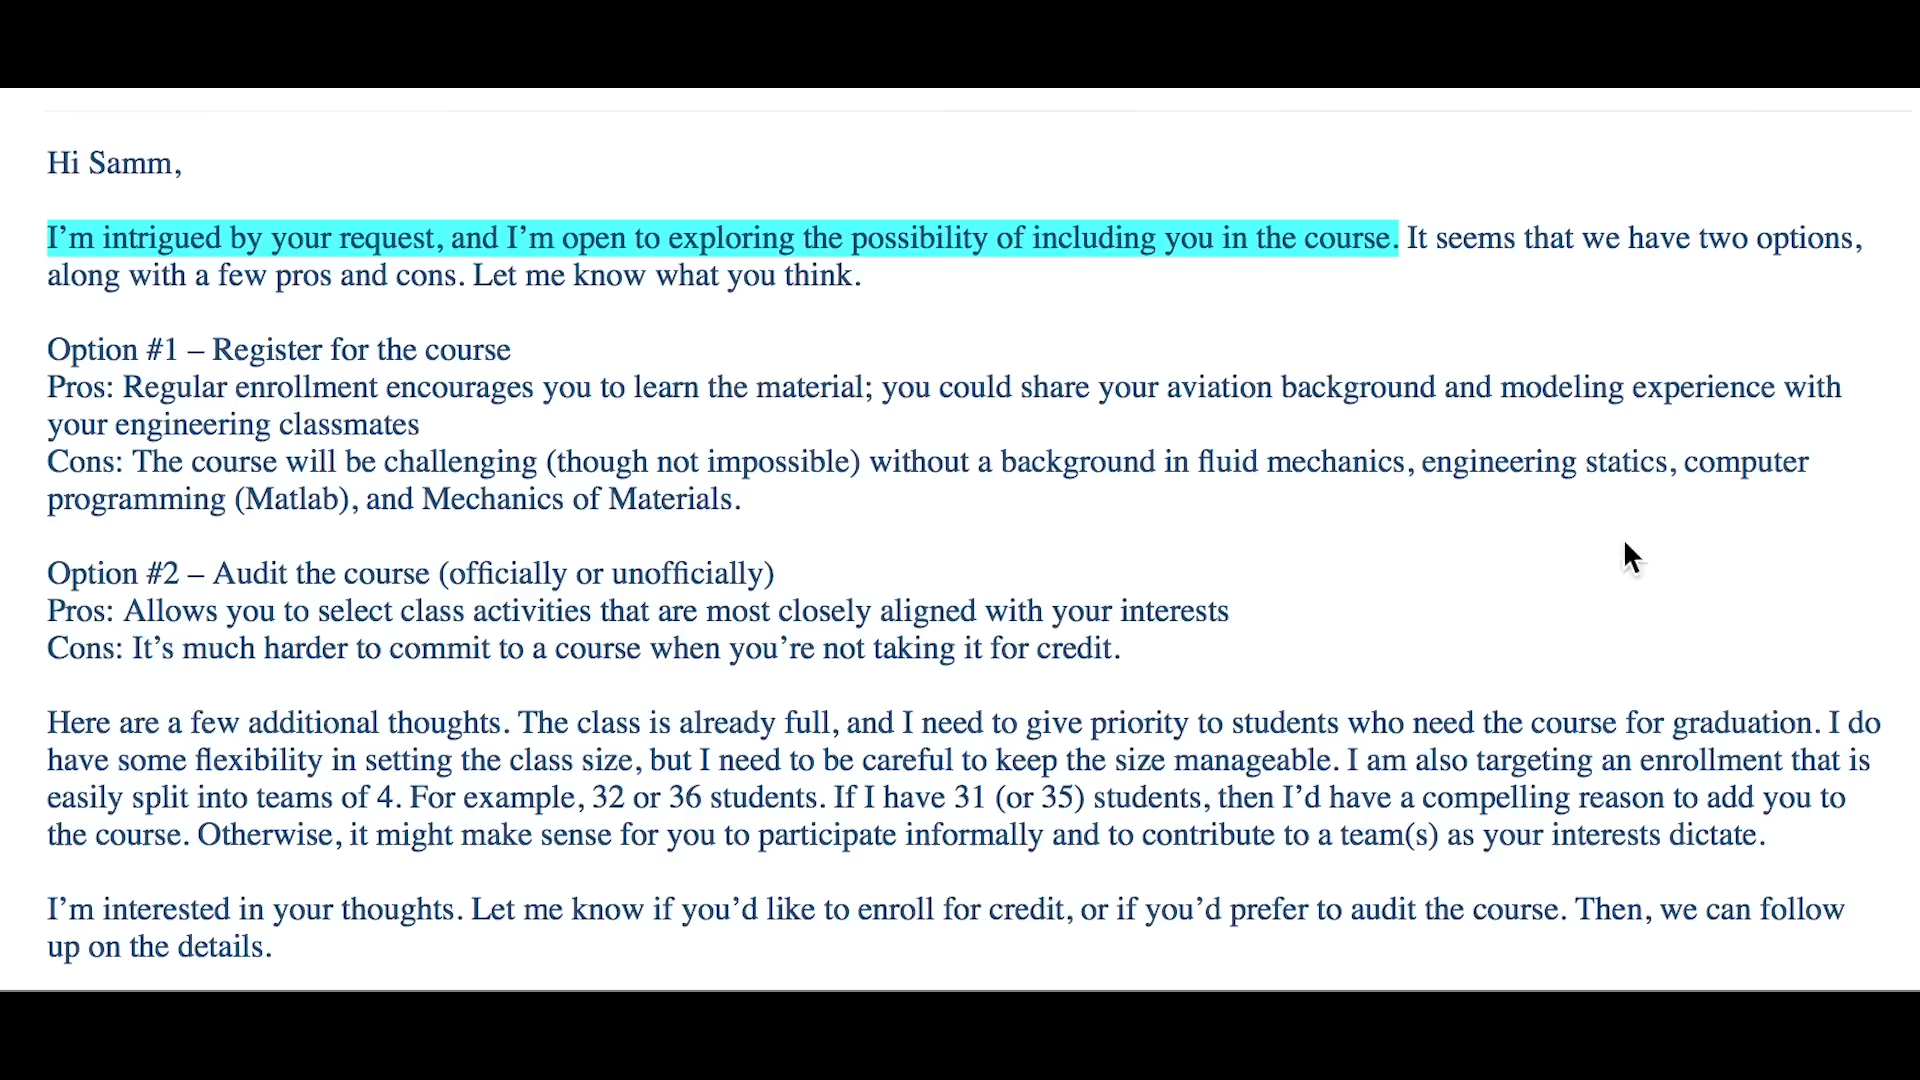 Hi Samm,
I’m intrigued by your request, and I’m open to exploring the possibility of including you in the course. It seems that we have two options,
along with a few pros and cons. Let me know what you think.
Option #1 – Register for the course
Pros: Regular enrollment encourages you to learn the material; you could share your aviation background and modeling experience with
your engineering classmates
Cons: The course will be challenging (though not impossible) without a background in fluid mechanics, engineering statics, computer
programming (Matlab), and Mechanics of Materials.
Option #2 – Audit the course (officially or unofficially)
Pros: Allows you to select class activities that are most closely aligned with your interests
Cons: It’s much harder to commit to a course when you’re not taking it for credit.
Here are a few additional thoughts. The class is already full, and I need to give priority to students who need the course for graduation. I do
have some flexibility in setting the class size, but I need to be careful to keep the size manageable. I am also targeting an enrollment that is
easily split into teams of 4. For example, 32 or 36 students. If I have 31 (or 35) students, then I’d have a compelling reason to add you to
the course. Otherwise, it might make sense for you to participate informally and to contribute to a team(s) as your interests dictate.
I’m interested in your thoughts. Let me know if you’d like to enroll for credit, or if you’d prefer to audit the course. Then, we can follow
up on the details.